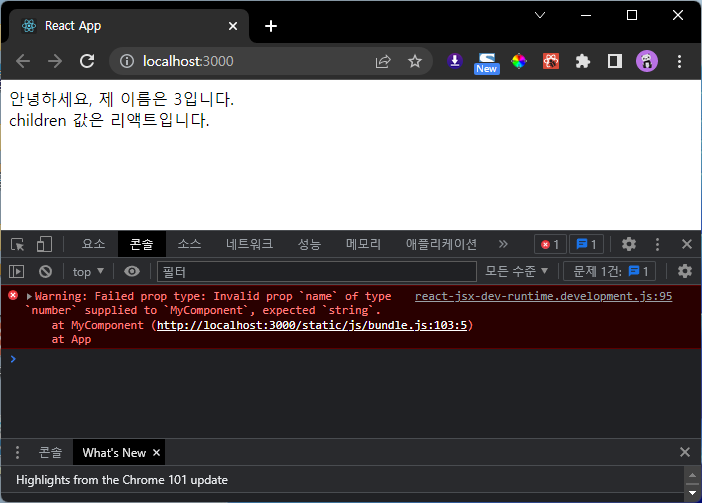 React App
localhost:3000
New
안녕하세요, 제 이름은 3입니다.
children 값은 리액트입니다.
요소 콘솔 소스 네트워크 성능 메모리 애플리케이션 » 1 1
top ▼ 필터 모든 수준 ▼ 문제 1건: 1
▶Warning: Failed prop type: Invalid prop `name` of type react-jsx-dev-runtime.development.js:95
`number` supplied to `MyComponent`, expected `string`.
at MyComponent (http://localhost:3000/static/js/bundle.js:103:5)
at App
콘솔 What's New
Highlights from the Chrome 101 update